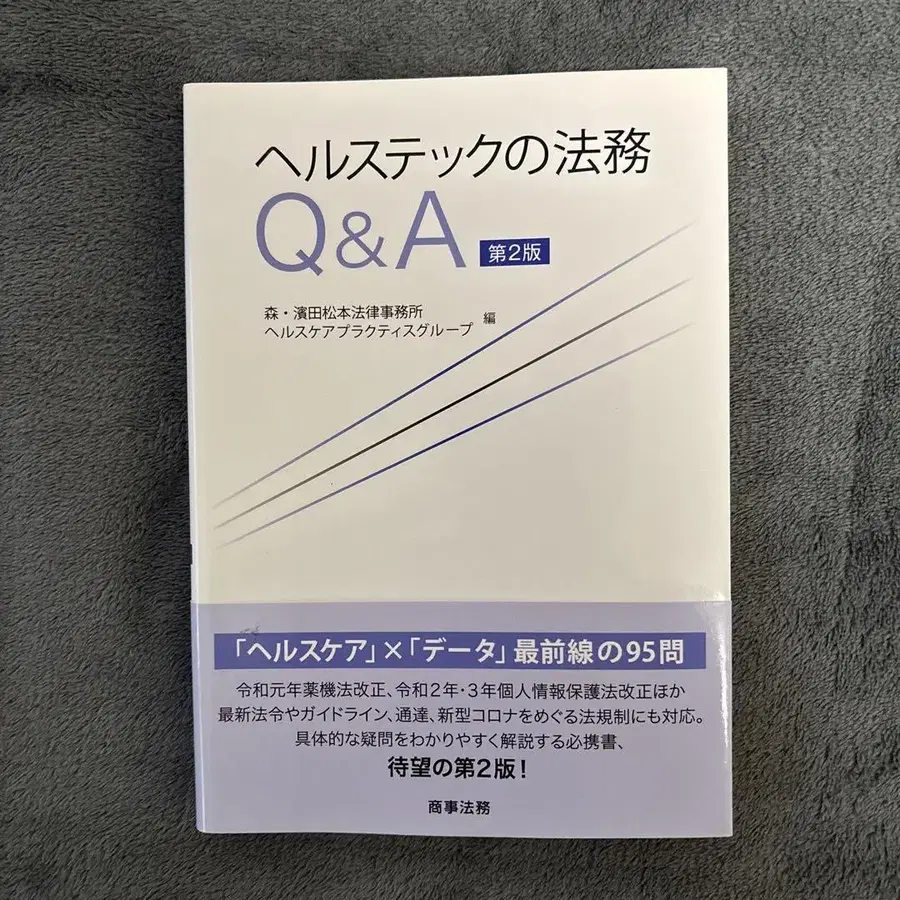 ヘルステックの法務
Q&A 第2版
森・濱田松本法律事務所
ヘルスケアプラクティスグループ 編
「ヘルスケア」×「データ」最前線の95問
令和元年薬機法改正、令和2年・3年個人情報保護法改正ほか
最新法令やガイドライン、通達、新型コロナをめぐる法規制にも対応。
具体的な疑問をわかりやすく解説する必携書、
待望の第2版！
商事法務